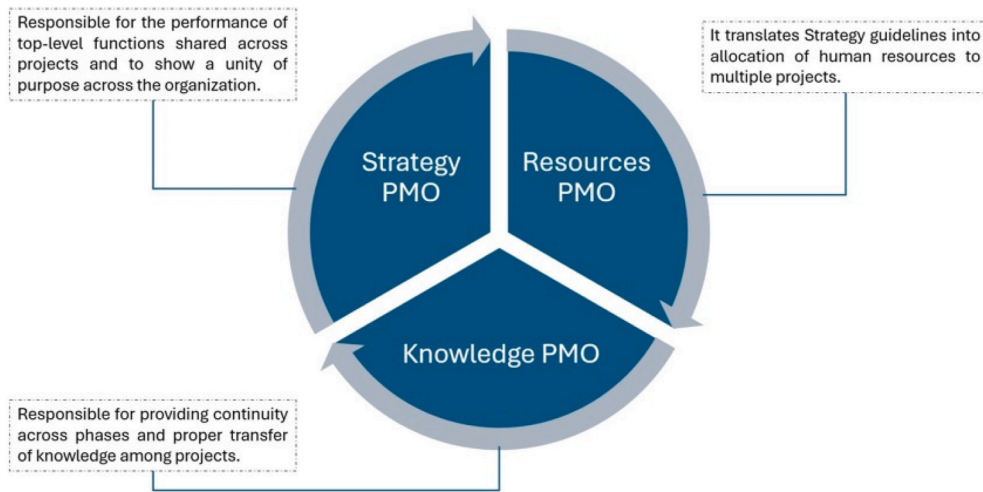 Responsible for the performance of
top-level functions shared across
projects and to show a unity of
purpose across the organization.
It translates Strategy guidelines into
allocation of human resources to
multiple projects.
Strategy
PMO
Resources
PMO
Knowledge PMO
Responsible for providing continuity
across phases and proper transfer
of knowledge among projects.